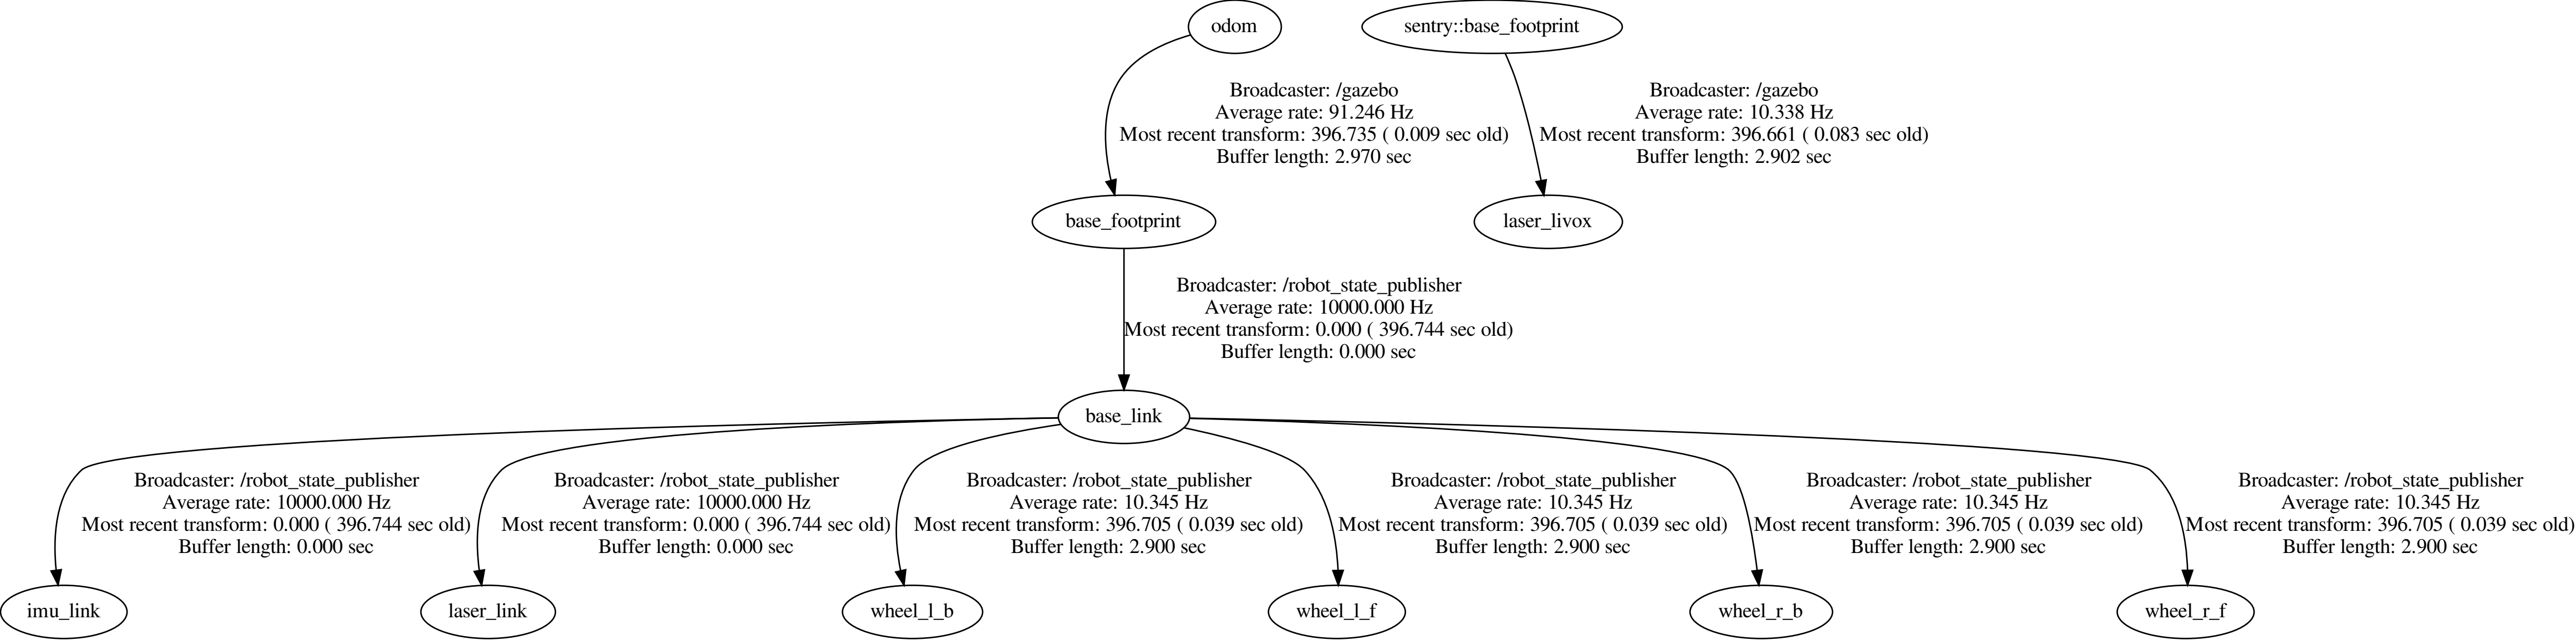 odom
sentry::base_footprint
Broadcaster: /gazebo
Average rate: 91.246 Hz
Most recent transform: 396.735 ( 0.009 sec old)
Buffer length: 2.970 sec
Broadcaster: /gazebo
Average rate: 10.338 Hz
Most recent transform: 396.661 ( 0.083 sec old)
Buffer length: 2.902 sec
base_footprint
laser_livox
Broadcaster: /robot_state_publisher
Average rate: 10000.000 Hz
Most recent transform: 0.000 ( 396.744 sec old)
Buffer length: 0.000 sec
base_link
Broadcaster: /robot_state_publisher
Average rate: 10000.000 Hz
Most recent transform: 0.000 ( 396.744 sec old)
Buffer length: 0.000 sec
Broadcaster: /robot_state_publisher
Average rate: 10000.000 Hz
Most recent transform: 0.000 ( 396.744 sec old)
Buffer length: 0.000 sec
Broadcaster: /robot_state_publisher
Average rate: 10.345 Hz
Most recent transform: 396.705 ( 0.039 sec old)
Buffer length: 2.900 sec
Broadcaster: /robot_state_publisher
Average rate: 10.345 Hz
Most recent transform: 396.705 ( 0.039 sec old)
Buffer length: 2.900 sec
Broadcaster: /robot_state_publisher
Average rate: 10.345 Hz
Most recent transform: 396.705 ( 0.039 sec old)
Buffer length: 2.900 sec
Broadcaster: /robot_state_publisher
Average rate: 10.345 Hz
Most recent transform: 396.705 ( 0.039 sec old)
Buffer length: 2.900 sec
imu_link
laser_link
wheel_l_b
wheel_l_f
wheel_r_b
wheel_r_f